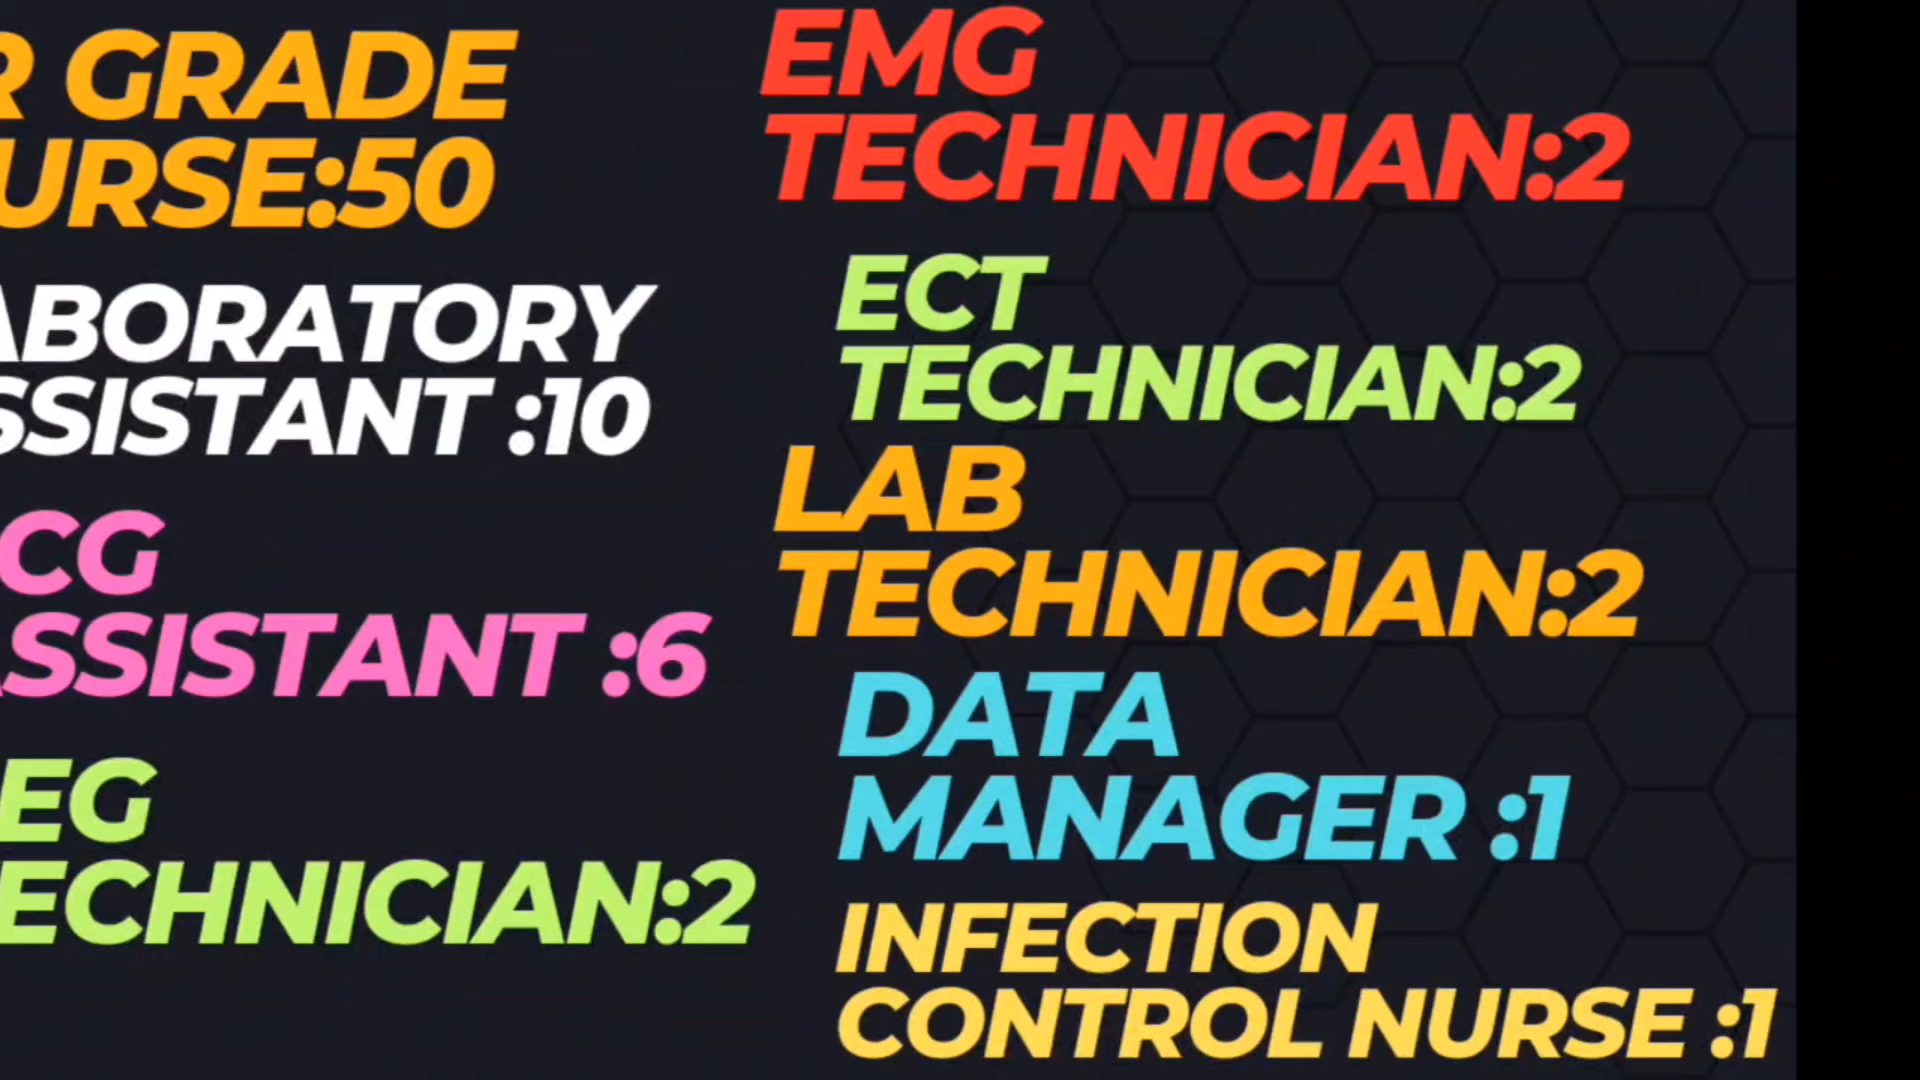 R GRADE
URSE:50
ABORATORY
SSISTANT :10
CG
ASSISTANT :6
EG
ECHNICIAN:2
EMG
TECHNICIAN:2
ECT
TECHNICIAN:2
LAB
TECHNICIAN:2
DATA
MANAGER :1
INFECTION
CONTROL NURSE :1